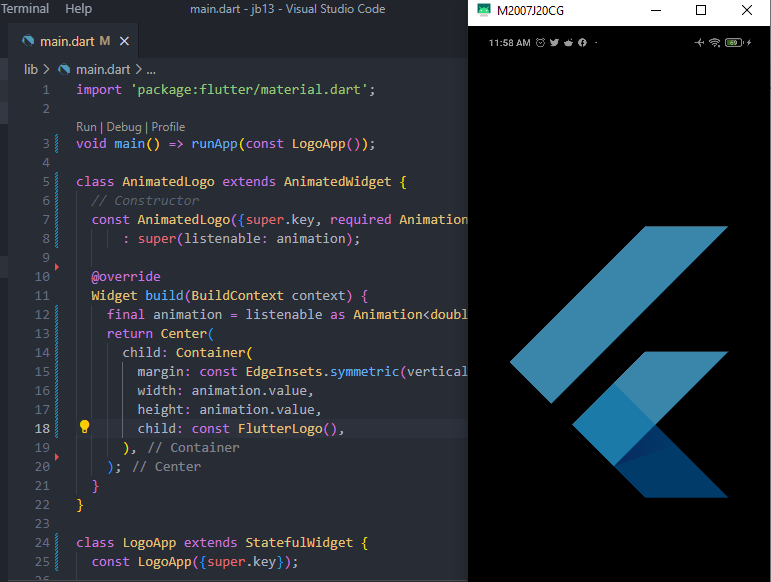 Terminal Help main.dart - jb13 - Visual Studio Code
main.dart M ×
lib > main.dart > ...
1 import 'package:flutter/material.dart';
2
Run | Debug | Profile
3 void main() => runApp(const LogoApp());
4
5 class AnimatedLogo extends AnimatedWidget {
6 // Constructor
7 const AnimatedLogo({super.key, required Animation
8 : super(listenable: animation);
9
10 @override
11 Widget build(BuildContext context) {
12 final animation = listenable as Animation<doubl
13 return Center(
14 child: Container(
15 margin: const EdgeInsets.symmetric(vertical
16 width: animation.value,
17 height: animation.value,
18 child: const FlutterLogo(),
19 ), // Container
20 ); // Center
21 }
22 }
23
24 class LogoApp extends StatefulWidget {
25 const LogoApp({super.key});
M2007J20CG
11:58 AM
69